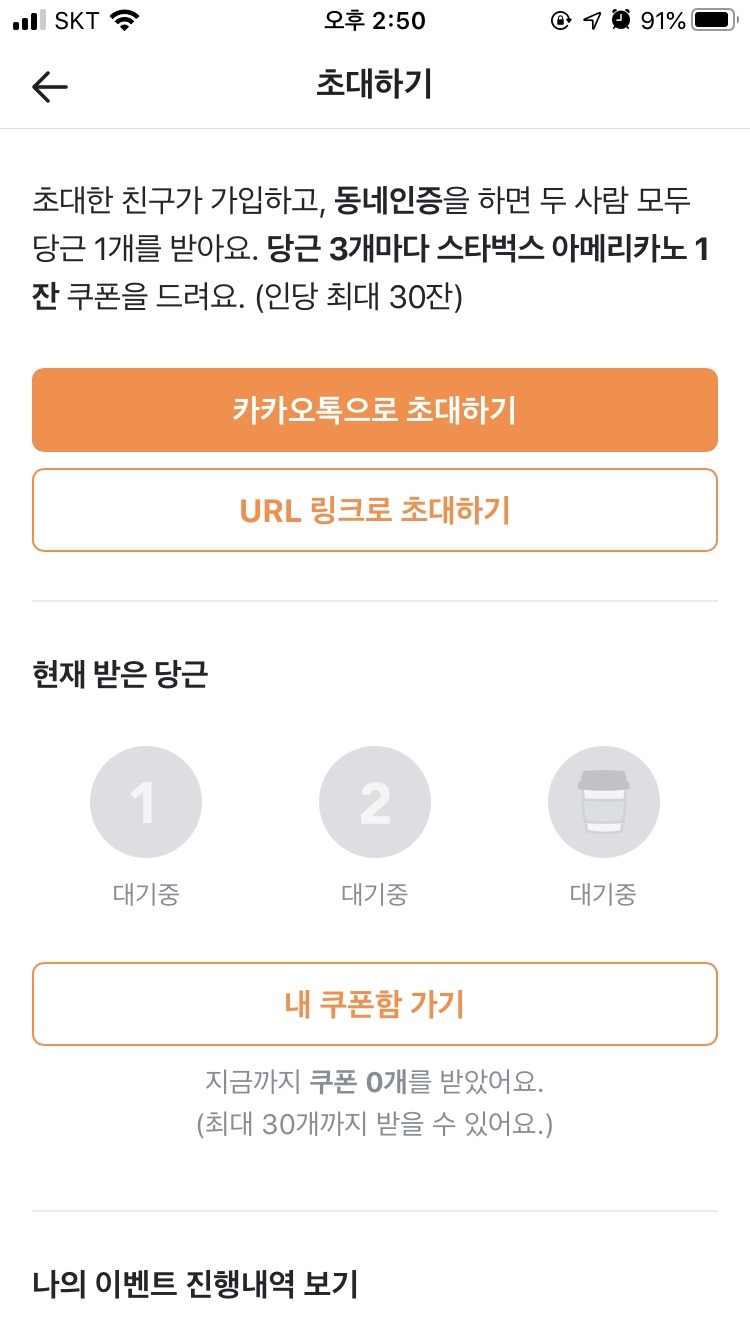 SKT 오후 2:50 91%
초대하기
초대한 친구가 가입하고, 동네인증을 하면 두 사람 모두
당근 1개를 받아요. 당근 3개마다 스타벅스 아메리카노 1
잔 쿠폰을 드려요. (인당 최대 30잔)
카카오톡으로 초대하기
URL 링크로 초대하기
현재 받은 당근
1 2
대기중 대기중 대기중
내 쿠폰함 가기
지금까지 쿠폰 0개를 받았어요.
(최대 30개까지 받을 수 있어요.)
나의 이벤트 진행내역 보기